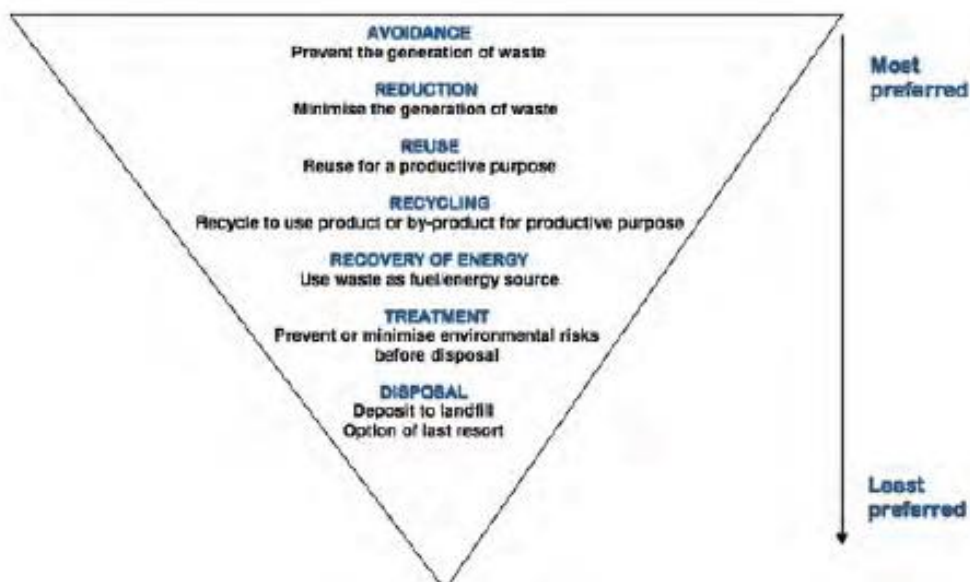 AVOIDANCE
Prevent the generation of waste
REDUCTION
Minimise the generation of waste
REUSE
Reuse for a productive purpose
RECYCLING
Recycle to use product or by-product for productive purpose
RECOVERY OF ENERGY
Use waste as fuel/energy source
TREATMENT
Prevent or minimise environmental risks
before disposal
DISPOSAL
Deposit to landfill
Option of last resort
Most
preferred
Least
preferred